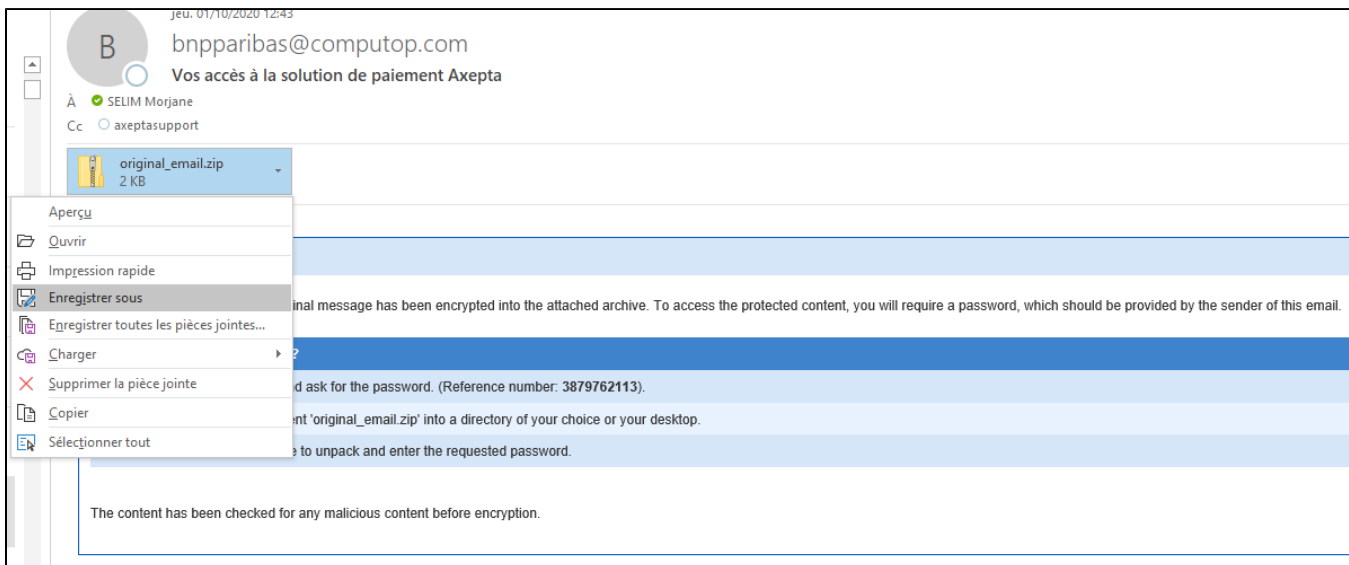 jeu. 01/10/2020 12:43
B
bnpparibas@computop.com
Vos accès à la solution de paiement Axepta
À SELIM Morjane
Cc axeptasupport
original_email.zip
2 KB
Aperçu
Ouvrir
Impression rapide
Enregistrer sous
Enregistrer toutes les pièces jointes...
Charger
Supprimer la pièce jointe
Copier
Sélectionner tout
inal message has been encrypted into the attached archive. To access the protected content, you will require a password, which should be provided by the sender of this email.
?
d ask for the password. (Reference number: 3879762113).
nt 'original_email.zip' into a directory of your choice or your desktop.
to unpack and enter the requested password.
The content has been checked for any malicious content before encryption.